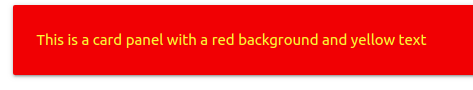 This is a card panel with a red background and yellow text